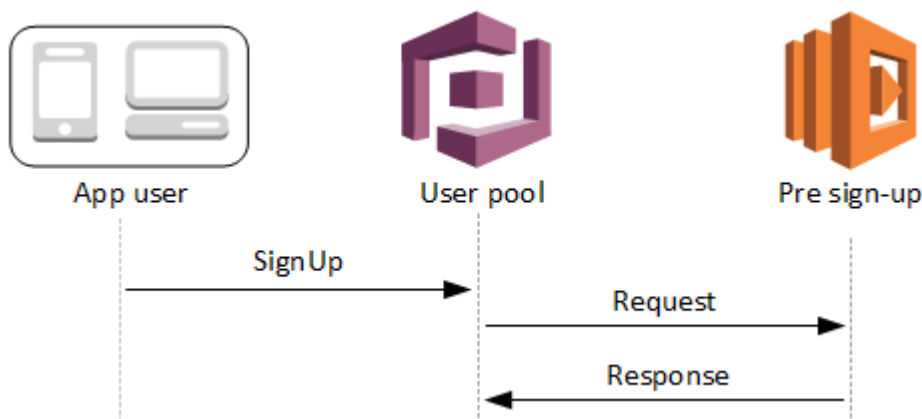 App user
User pool
Pre sign-up
SignUp
Request
Response